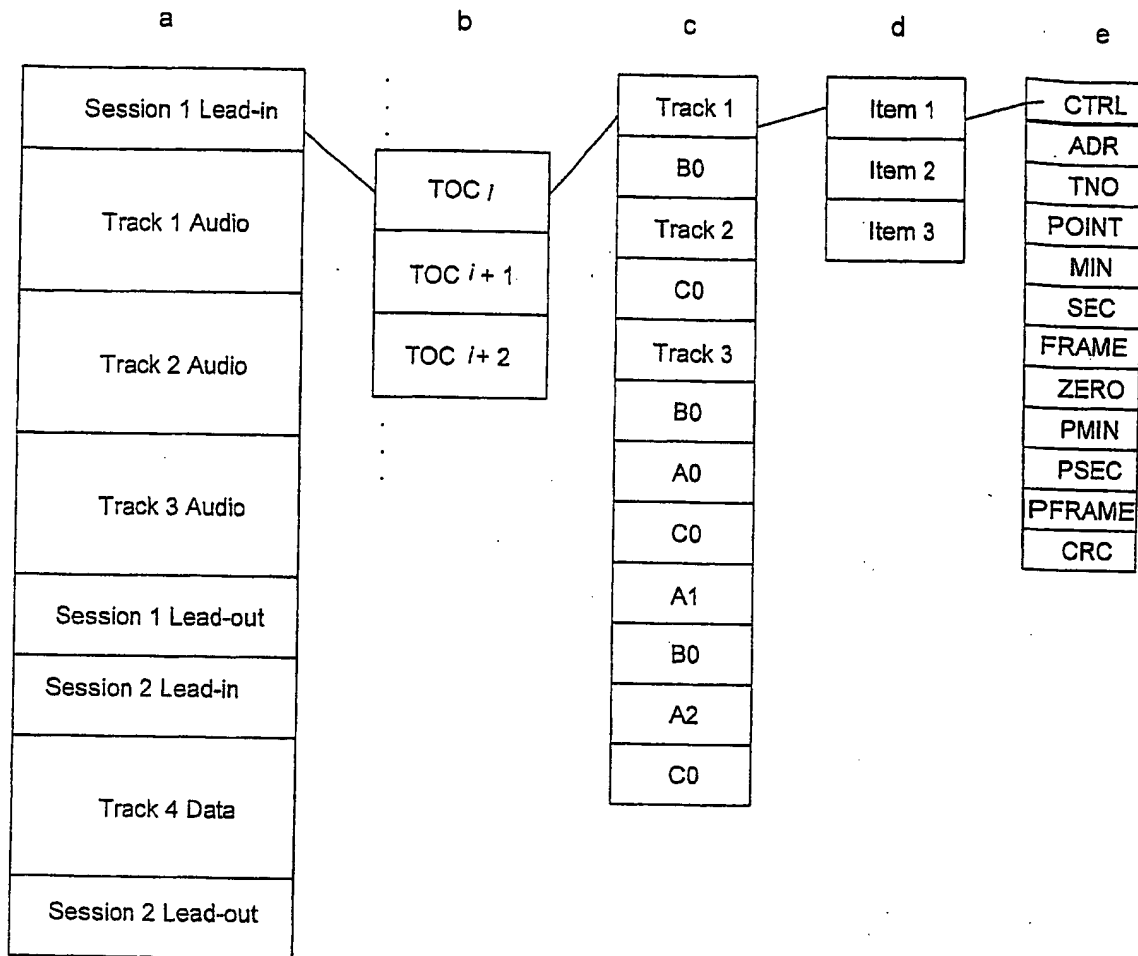 a
b
c
d
e
Session 1 Lead-in
Track 1 Audio
Track 2 Audio
Track 3 Audio
Session 1 Lead-out
Session 2 Lead-in
Track 4 Data
Session 2 Lead-out
TOC i
TOC i + 1
TOC i + 2
Track 1
B0
Track 2
C0
Track 3
B0
A0
C0
A1
B0
A2
C0
Item 1
Item 2
Item 3
CTRL
ADR
TNO
POINT
MIN
SEC
FRAME
ZERO
PMIN
PSEC
PFRAME
CRC